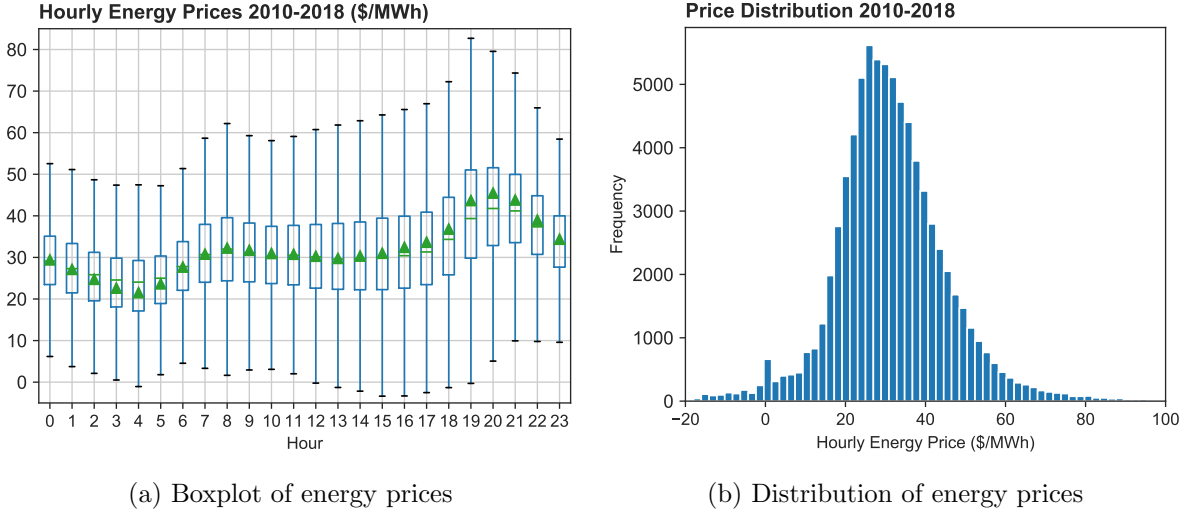 Hourly Energy Prices 2010-2018 ($/MWh)
80
70
60
50
40
30
20
10
0
0 1 2 3 4 5 6 7 8 9 10 11 12 13 14 15 16 17 18 19 20 21 22 23
Hour
(a) Boxplot of energy prices
Price Distribution 2010-2018
Frequency
5000
4000
3000
2000
1000
0
−20 0 20 40 60 80 100
Hourly Energy Price ($/MWh)
(b) Distribution of energy prices